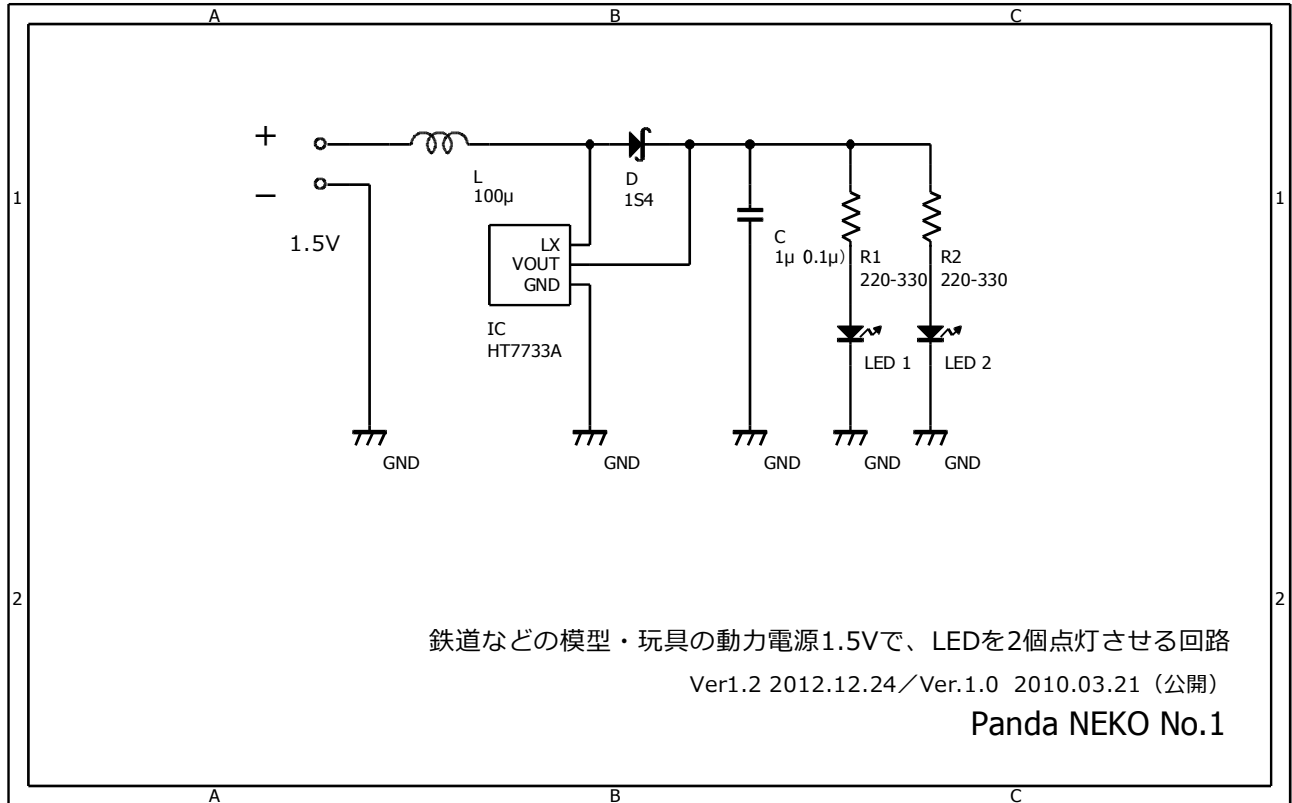 A B C
+
−
1.5V
L
100μ
D
1S4
LX
VOUT
GND
IC
HT7733A
C
1μ 0.1μ）
R1
220-330
R2
220-330
LED 1
LED 2
GND
GND
GND
GND
GND
1
1
2
2
鉄道などの模型・玩具の動力電源1.5Vで、LEDを2個点灯させる回路
Ver1.2 2012.12.24／Ver.1.0 2010.03.21（公開）
Panda NEKO No.1
A B C